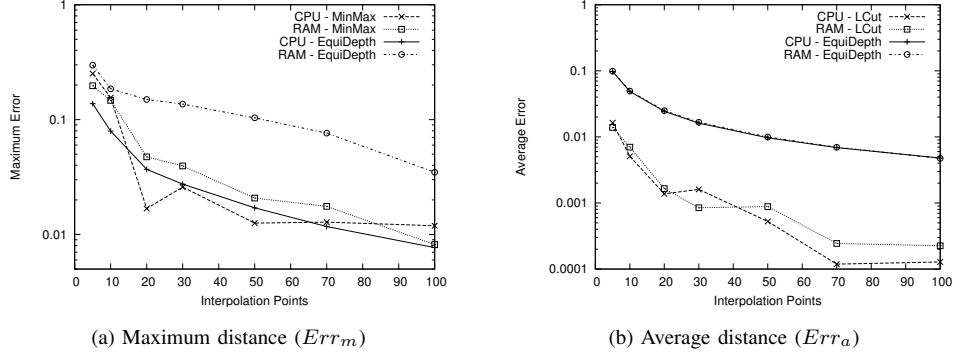 Maximum Error
1
0.1
0.01
CPU - MinMax
RAM - MinMax
CPU - EquiDepth
RAM - EquiDepth
0 10 20 30 40 50 60 70 80 90 100
Interpolation Points
(a) Maximum distance (Err_m)
Average Error
1
0.1
0.01
0.001
0.0001
CPU - LCut
RAM - LCut
CPU - EquiDepth
RAM - EquiDepth
0 10 20 30 40 50 60 70 80 90 100
Interpolation Points
(b) Average distance (Err_a)